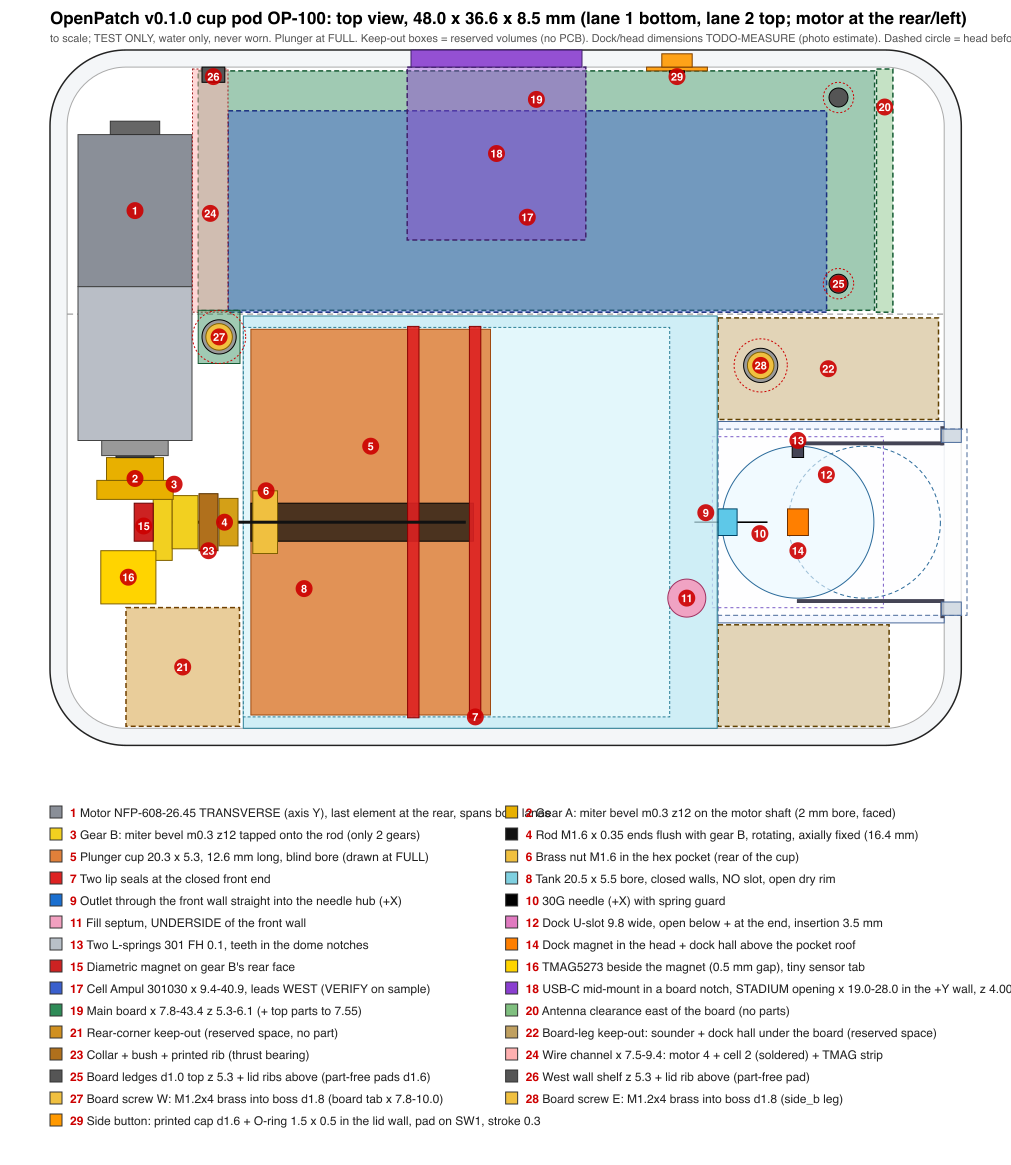 OpenPatch v0.1.0 cup pod OP-100: top view, 48.0 x 36.6 x 8.5 mm (lane 1 bottom, lane 2 top; motor at the rear/left)
to scale; TEST ONLY, water only, never worn. Plunger at FULL. Keep-out boxes = reserved volumes (no PCB). Dock/head dimensions TODO-MEASURE (photo estimate). Dashed circle = head befo
26
29
19
20
18
1
24
17
25
27
28
22
5
13
12
2
3
6
9
15
4
10
23
14
16
8
11
21
7
1 Motor NFP-608-26.45 TRANSVERSE (axis Y), last element at the rear, spans both lanes
2 Gear A: miter bevel m0.3 z12 on the motor shaft (2 mm bore, faced)
3 Gear B: miter bevel m0.3 z12 tapped onto the rod (only 2 gears)
4 Rod M1.6 x 0.35 ends flush with gear B, rotating, axially fixed (16.4 mm)
5 Plunger cup 20.3 x 5.3, 12.6 mm long, blind bore (drawn at FULL)
6 Brass nut M1.6 in the hex pocket (rear of the cup)
7 Two lip seals at the closed front end
8 Tank 20.5 x 5.5 bore, closed walls, NO slot, open dry rim
9 Outlet through the front wall straight into the needle hub (+X)
10 30G needle (+X) with spring guard
11 Fill septum, UNDERSIDE of the front wall
12 Dock U-slot 9.8 wide, open below + at the end, insertion 3.5 mm
13 Two L-springs 301 FH 0.1, teeth in the dome notches
14 Dock magnet in the head + dock hall above the pocket roof
15 Diametric magnet on gear B's rear face
16 TMAG5273 beside the magnet (0.5 mm gap), tiny sensor tab
17 Cell Ampul 301030 x 9.4-40.9, leads WEST (VERIFY on sample)
18 USB-C mid-mount in a board notch, STADIUM opening x 19.0-28.0 in the +Y wall, z 4.00
19 Main board x 7.8-43.4 z 5.3-6.1 (+ top parts to 7.55)
20 Antenna clearance east of the board (no parts)
21 Rear-corner keep-out (reserved space, no part)
22 Board-leg keep-out: sounder + dock hall under the board (reserved space)
23 Collar + bush + printed rib (thrust bearing)
24 Wire channel x 7.5-9.4: motor 4 + cell 2 (soldered) + TMAG strip
25 Board ledges d1.0 top z 5.3 + lid ribs above (part-free pads d1.6)
26 West wall shelf z 5.3 + lid rib above (part-free pad)
27 Board screw W: M1.2x4 brass into boss d1.8 (board tab x 7.8-10.0)
28 Board screw E: M1.2x4 brass into boss d1.8 (side_b leg)
29 Side button: printed cap d1.6 + O-ring 1.5 x 0.5 in the lid wall, pad on SW1, stroke 0.3